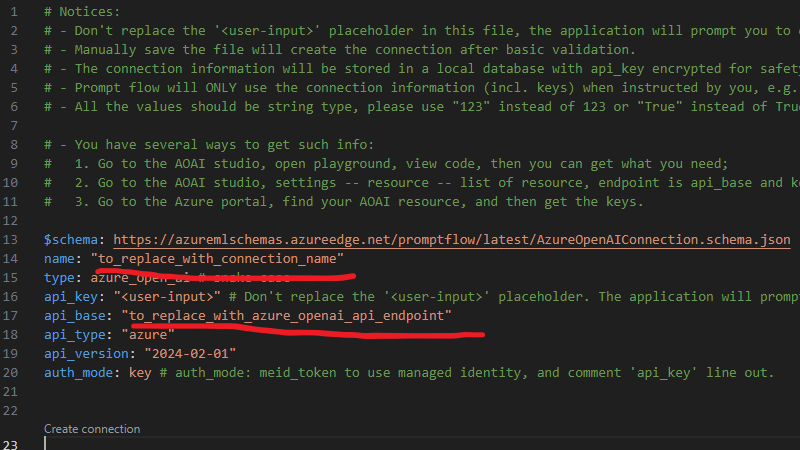 1 # Notices:
2 # - Don't replace the '<user-input>' placeholder in this file, the application will prompt you to
3 # - Manually save the file will create the connection after basic validation.
4 # - The connection information will be stored in a local database with api_key encrypted for safety
5 # - Prompt flow will ONLY use the connection information (incl. keys) when instructed by you, e.g.
6 # - All the values should be string type, please use "123" instead of 123 or "True" instead of True
7
8 # - You have several ways to get such info:
9 #   1. Go to the AOAI studio, open playground, view code, then you can get what you need;
10 #   2. Go to the AOAI studio, settings -- resource -- list of resource, endpoint is api_base and
11 #   3. Go to the Azure portal, find your AOAI resource, and then get the keys.
12
13 $schema: https://azuremlschemas.azureedge.net/promptflow/latest/AzureOpenAIConnection.schema.json
14 name: "to_replace_with_connection_name"
15 type: azure_open_ai # snake case
16 api_key: "<user-input>" # Don't replace the '<user-input>' placeholder. The application will prompt
17 api_base: "to_replace_with_azure_openai_api_endpoint"
18 api_type: "azure"
19 api_version: "2024-02-01"
20 auth_mode: key # auth_mode: meid_token to use managed identity, and comment 'api_key' line out.
21
22
Create connection
23